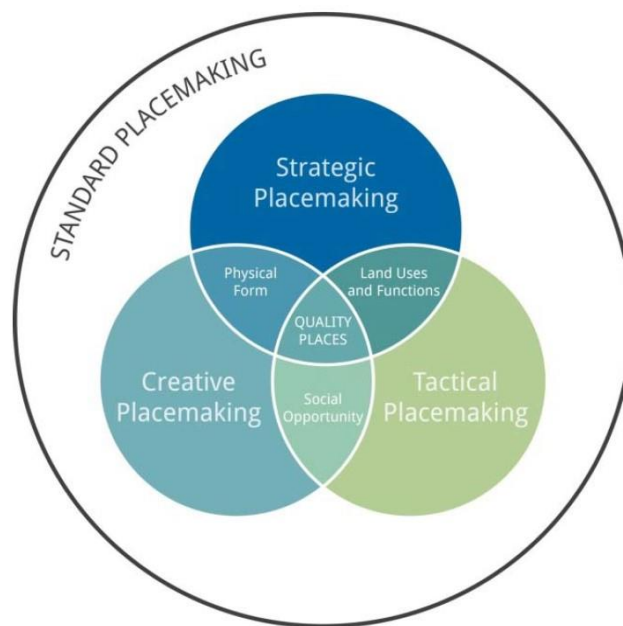 STANDARD PLACEMAKING
Strategic
Placemaking
Physical
Form
Land Uses
and Functions
QUALITY
PLACES
Creative
Placemaking
Social
Opportunity
Tactical
Placemaking